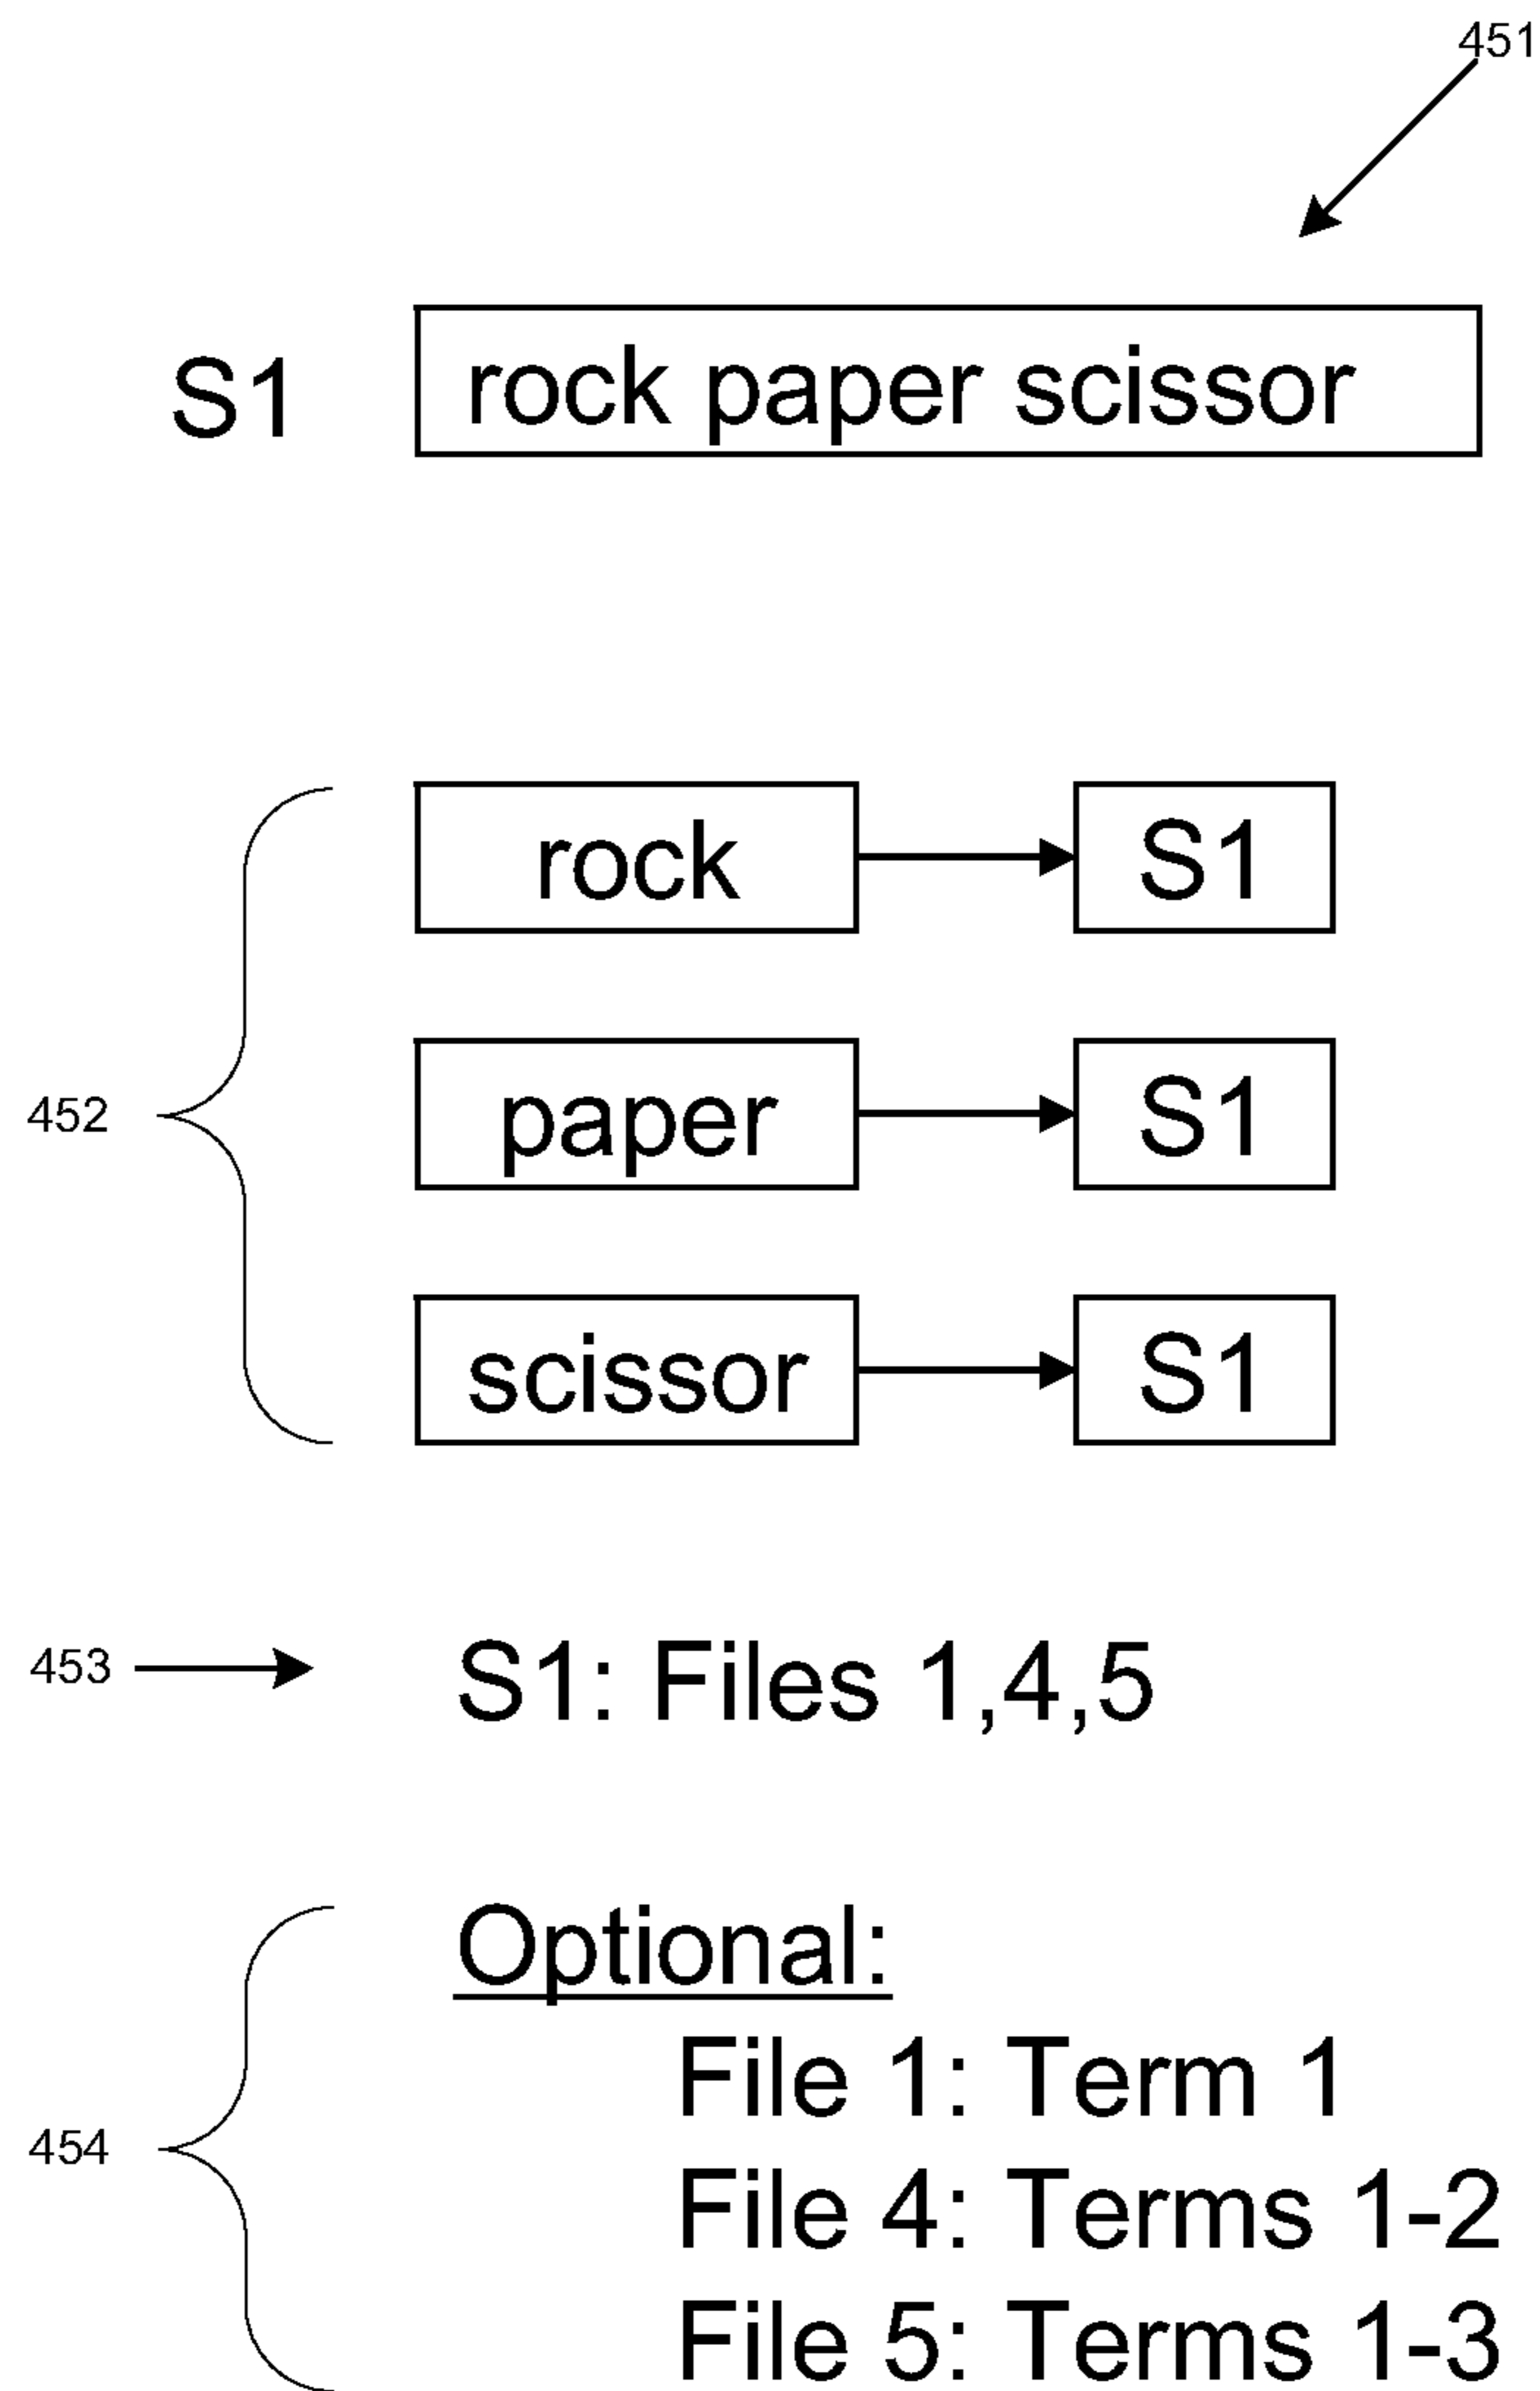 451
S1 rock paper scissor
rock S1
452 paper S1
scissor S1
453 S1: Files 1,4,5
Optional:
File 1: Term 1
454 File 4: Terms 1-2
File 5: Terms 1-3